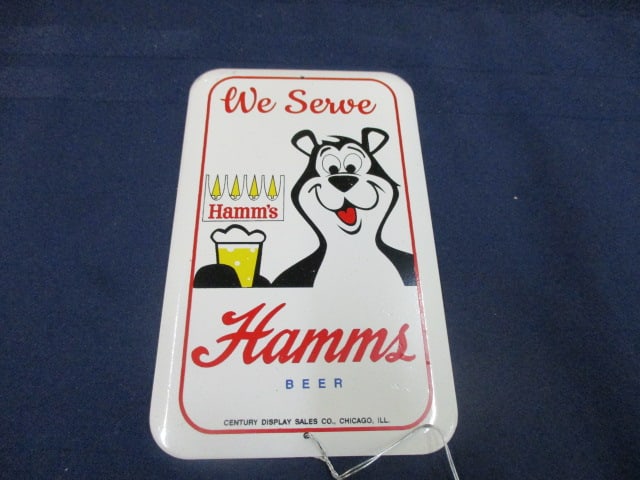 We Serve
Hamm's
Hamms
BEER
CENTURY DISPLAY SALES CO., CHICAGO, ILL.